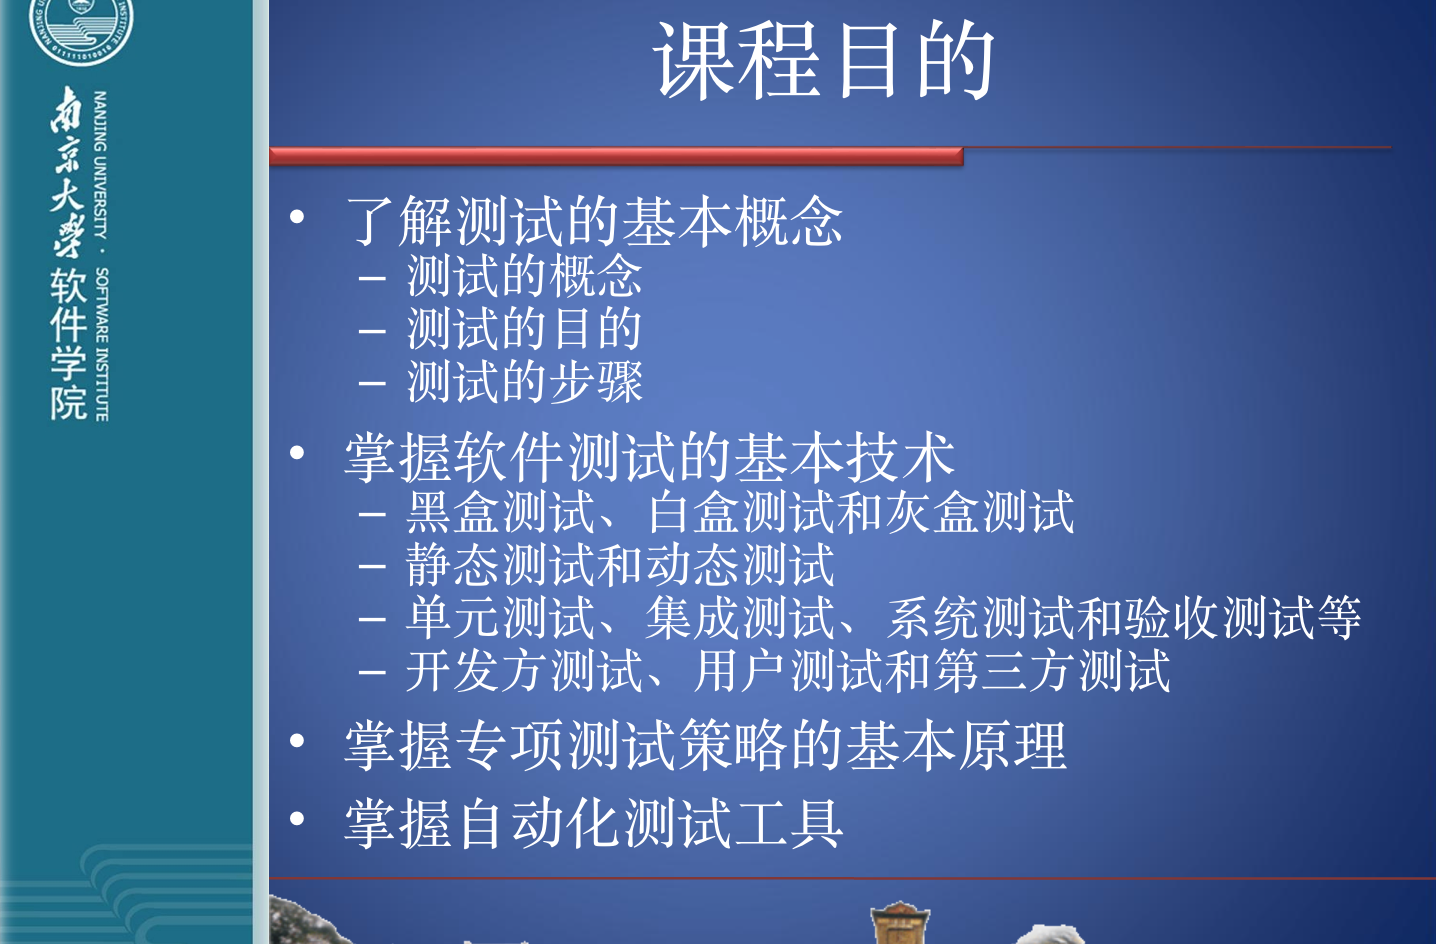 南京大学
软件学院
NANJING UNIVERSITY · SOFTWARE INSTITUTE
课程目的
• 了解测试的基本概念
– 测试的概念
– 测试的目的
– 测试的步骤
• 掌握软件测试的基本技术
– 黑盒测试、白盒测试和灰盒测试
– 静态测试和动态测试
– 单元测试、集成测试、系统测试和验收测试等
– 开发方测试、用户测试和第三方测试
• 掌握专项测试策略的基本原理
• 掌握自动化测试工具